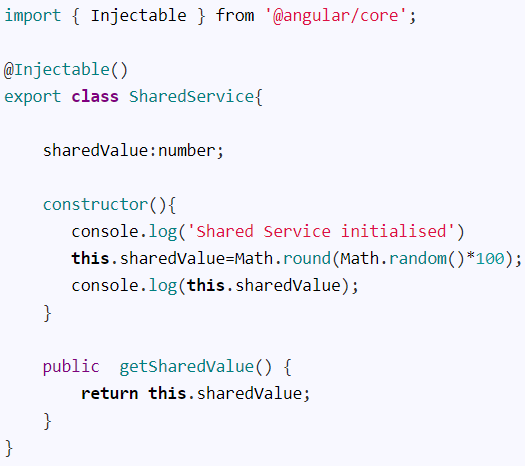 import { Injectable } from '@angular/core';
@Injectable()
export class SharedService{
sharedValue:number;
constructor(){
console.log('Shared Service initialised')
this.sharedValue=Math.round(Math.random()*100);
console.log(this.sharedValue);
}
public  getSharedValue() {
return this.sharedValue;
}
}